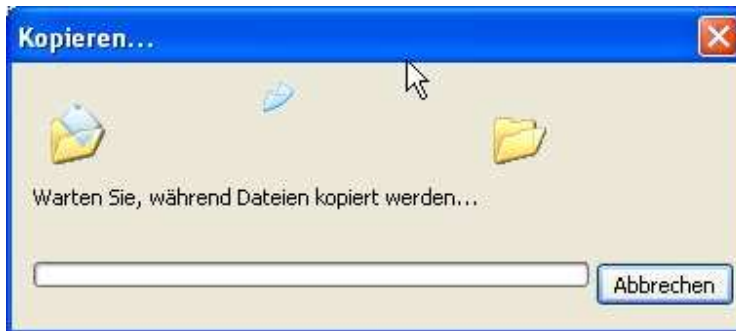 Kopieren...
Warten Sie, während Dateien kopiert werden...
Abbrechen